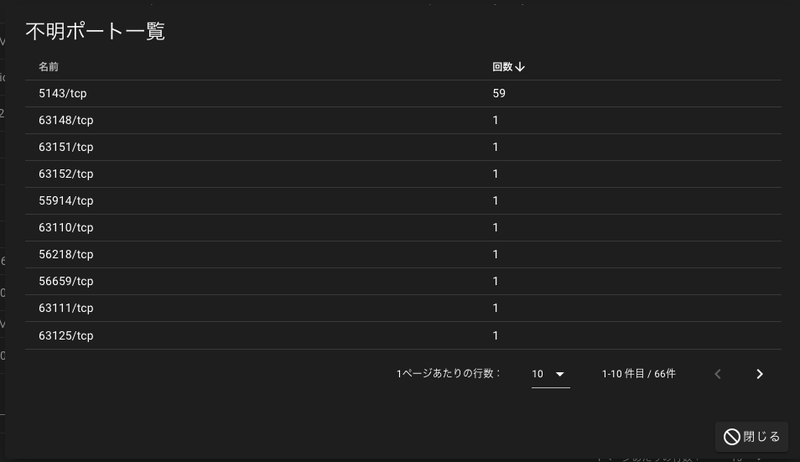 不明ポート一覧
名前 回数↓
5143/tcp 59
63148/tcp 1
63151/tcp 1
63152/tcp 1
55914/tcp 1
63110/tcp 1
56218/tcp 1
56659/tcp 1
63111/tcp 1
63125/tcp 1
1ページあたりの行数： 10 1-10 件目 / 66件
閉じる